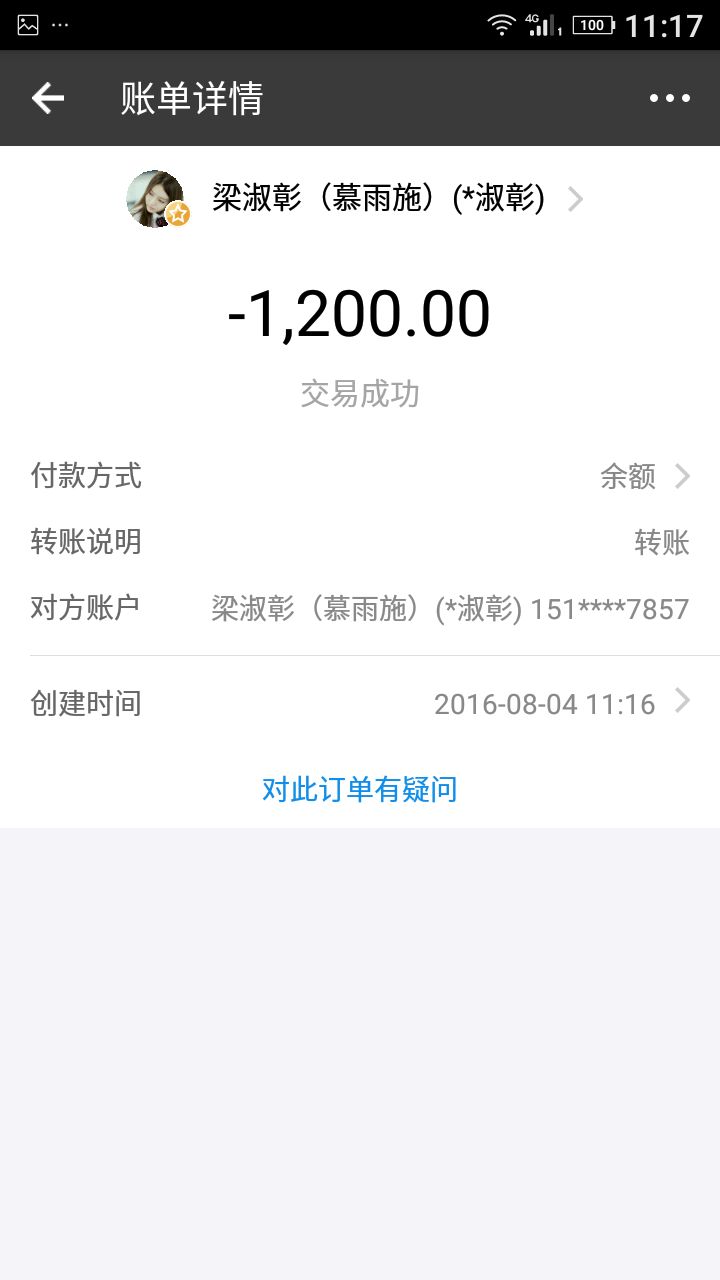 4G 1 100 11:17
账单详情
梁淑彰（慕雨施）(*淑彰)
-1,200.00
交易成功
付款方式 余额
转账说明 转账
对方账户 梁淑彰（慕雨施）(*淑彰) 151****7857
创建时间 2016-08-04 11:16
对此订单有疑问